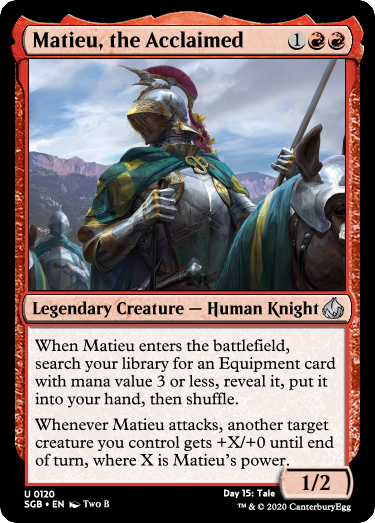 Matieu, the Acclaimed 1
Legendary Creature — Human Knight
When Matieu enters the battlefield,
search your library for an Equipment card
with mana value 3 or less, reveal it, put it
into your hand, then shuffle.
Whenever Matieu attacks, another target
creature you control gets +X/+0 until end
of turn, where X is Matieu's power.
1/2
U 0120 Day 15: Tale
SGB • EN Two B ™ & © 2020 CanterburyEgg